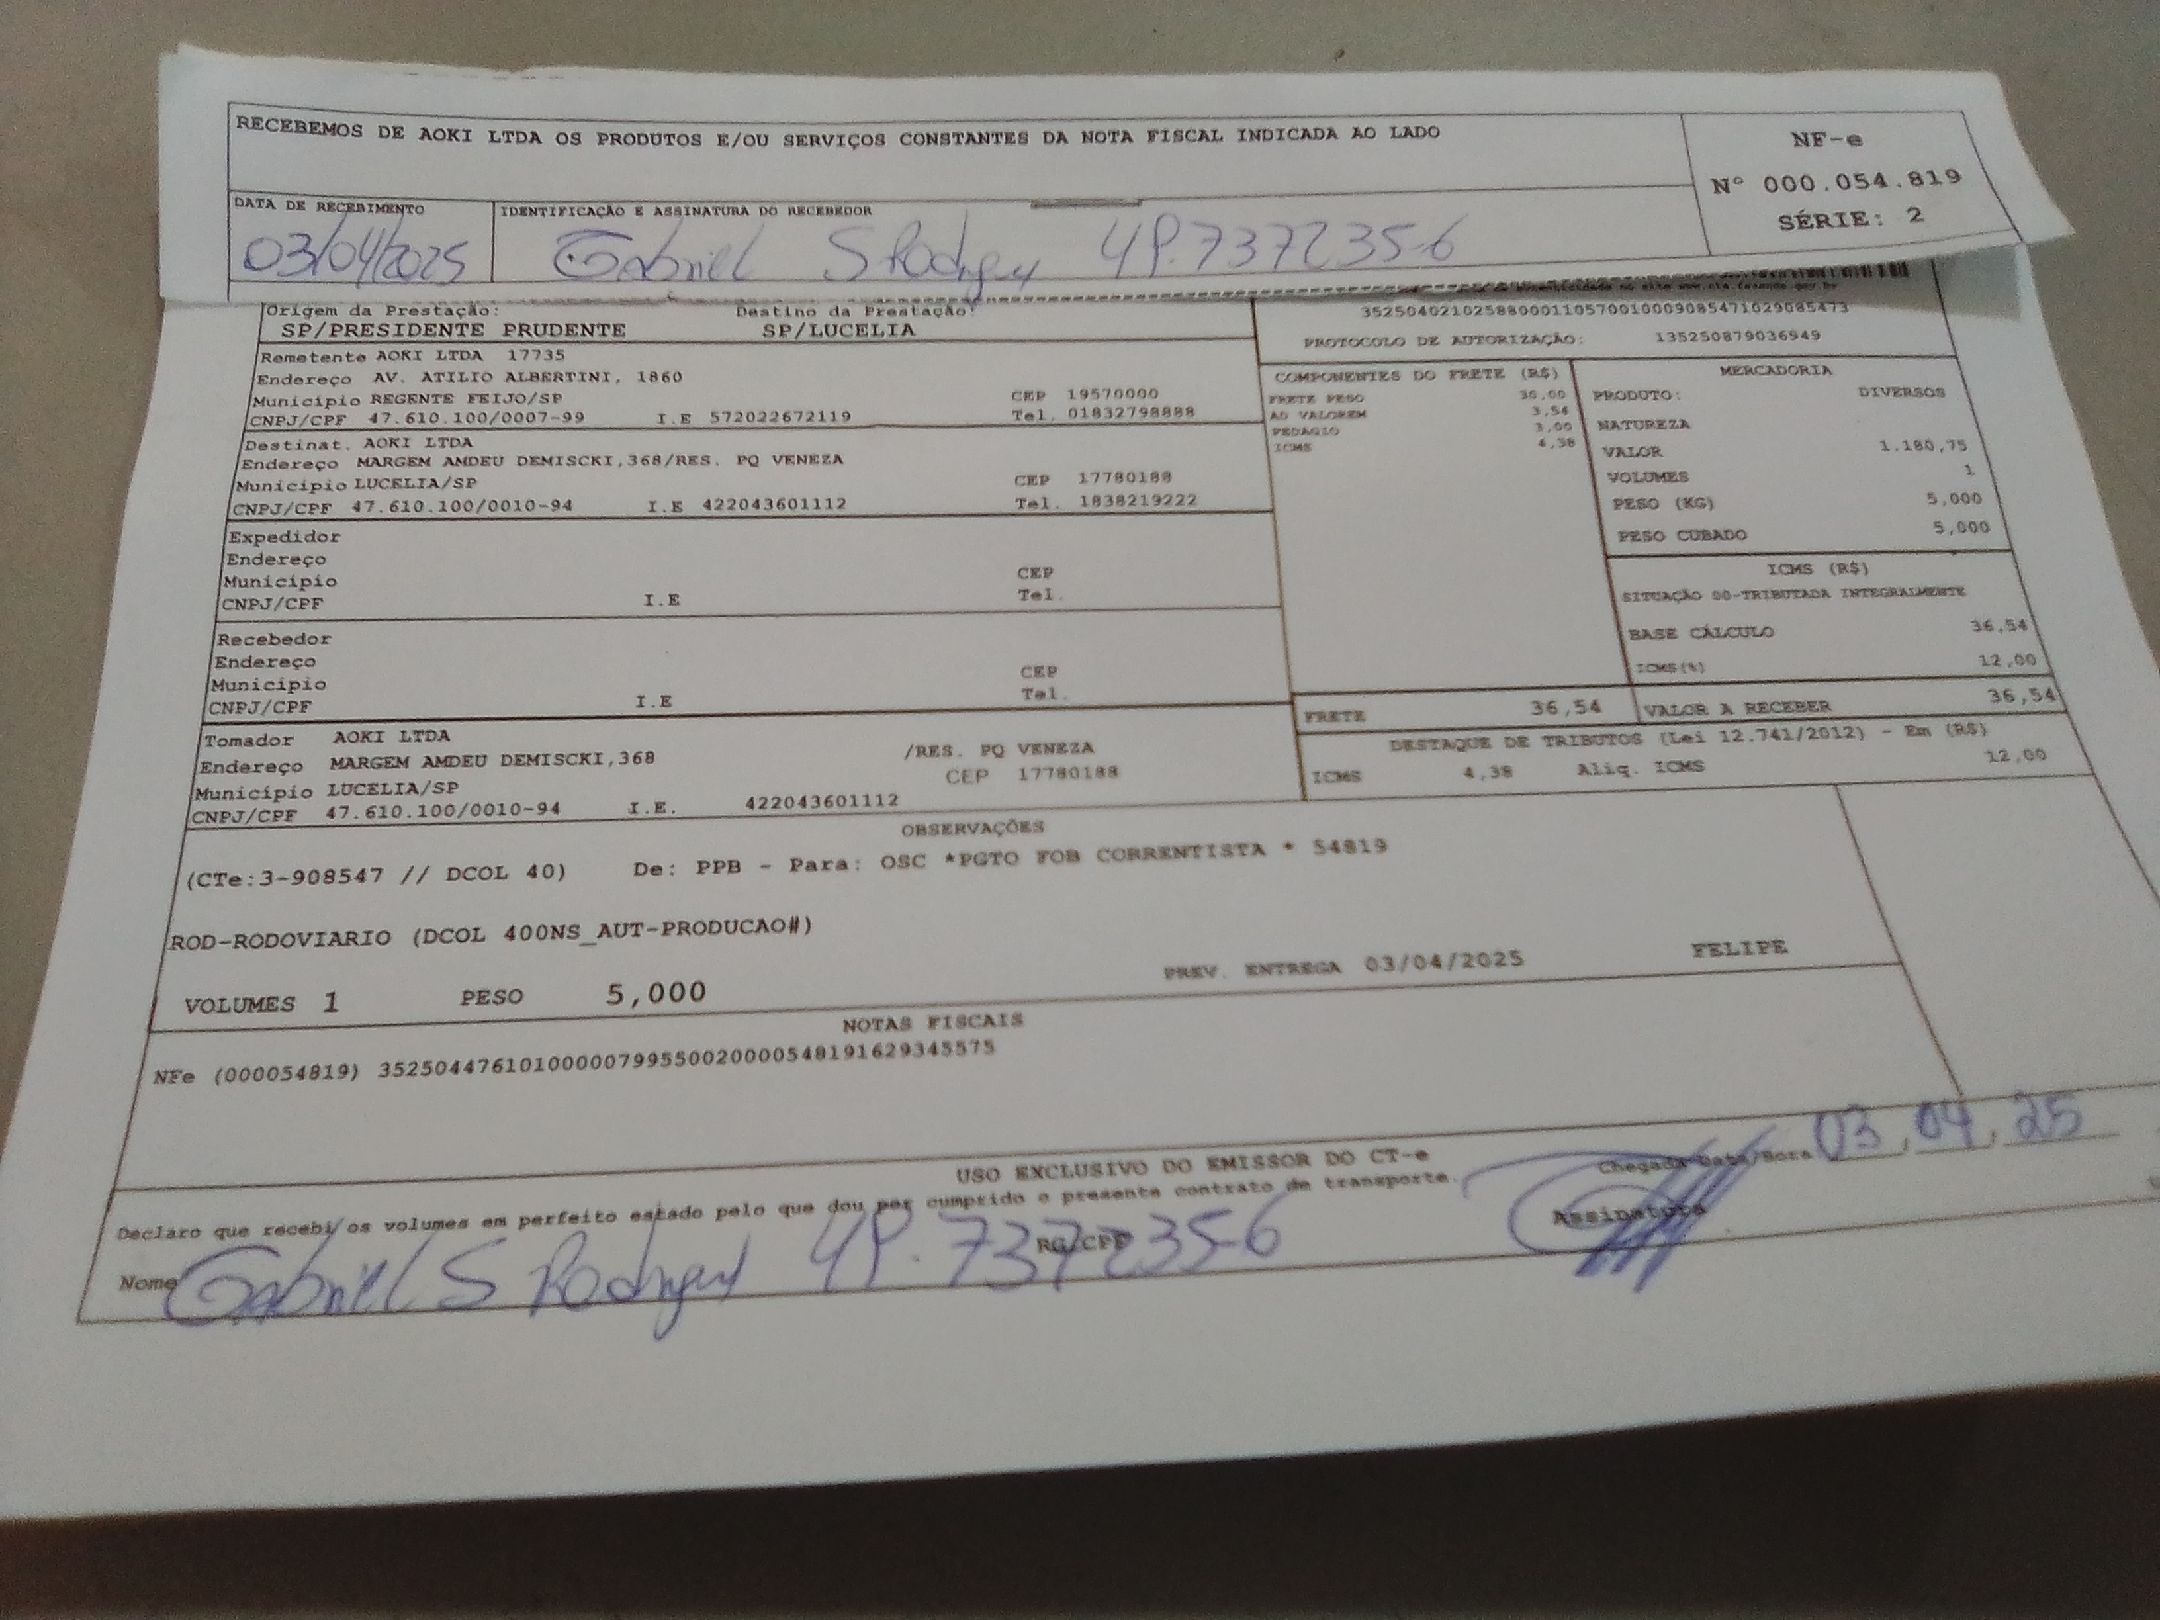 RECEBEMOS DE AOKI LTDA OS PRODUTOS E/OU SERVIÇOS CONSTANTES DA NOTA FISCAL INDICADA AO LADO
NF-e
Nº 000.054.819
SÉRIE: 2
DATA DE RECEBIMENTO
IDENTIFICAÇÃO E ASSINATURA DO RECEBEDOR
03/04/2025
Gabriel S Rodrigues 49.737235-6
Origem da Prestação: Destino da Prestação:
SP/PRESIDENTE PRUDENTE SP/LUCELIA
35250402102588000110570010009085471029085473
PROTOCOLO DE AUTORIZAÇÃO: 135250879036949
Remetente AOKI LTDA 17735
Endereço AV. ATILIO ALBERTINI, 1860
Município REGENTE FEIJO/SP CEP 19570000
CNPJ/CPF 47.610.100/0007-99 I.E 572022672119 Tel. 01832798888
Destinat. AOKI LTDA
Endereço MARGEM AMDEU DEMISCKI,368/RES. PQ VENEZA
Município LUCELIA/SP CEP 17780188
CNPJ/CPF 47.610.100/0010-94 I.E 422043601112 Tel. 1838219222
Expedidor
Endereço
Município CEP
CNPJ/CPF I.E Tel.
Recebedor
Endereço
Município CEP
CNPJ/CPF I.E Tel.
Tomador AOKI LTDA
Endereço MARGEM AMDEU DEMISCKI,368 /RES. PQ VENEZA
Município LUCELIA/SP CEP 17780188
CNPJ/CPF 47.610.100/0010-94 I.E. 422043601112
COMPONENTES DO FRETE (R$)
FRETE PESO
AD VALOREM 3,54
PEDAGIO 3,00
ICMS 4,38
MERCADORIA
PRODUTO: DIVERSOS
NATUREZA
VALOR 1.180,75
VOLUMES 1
PESO (KG) 5,000
PESO CUBADO 5,000
ICMS (R$)
SITUAÇÃO 00-TRIBUTADA INTEGRALMENTE
BASE CÁLCULO 36,54
ICMS(%) 12,00
FRETE 36,54 VALOR A RECEBER 36,54
DESTAQUE DE TRIBUTOS (Lei 12.741/2012) - Em (R$)
ICMS 4,38 Aliq. ICMS 12,00
OBSERVAÇÕES
(CTe:3-908547 // DCOL 40) De: PPB - Para: OSC *PGTO FOB CORRENTISTA * 54819
ROD-RODOVIARIO (DCOL 400NS_AUT-PRODUCAO#)
VOLUMES 1 PESO 5,000 PREV. ENTREGA 03/04/2025 FELIPE
NOTAS FISCAIS
NFe (000054819) 35250447610100000799550020000548191629345575
USO EXCLUSIVO DO EMISSOR DO CT-e
Declaro que recebi os volumes em perfeito estado pelo que dou por cumprido o presente contrato de transporte.
Chegada Data/Hora 03 , 04 , 25
Nome Gabriel S Rodrigues RG/CPF 49.737235-6 Assinatura